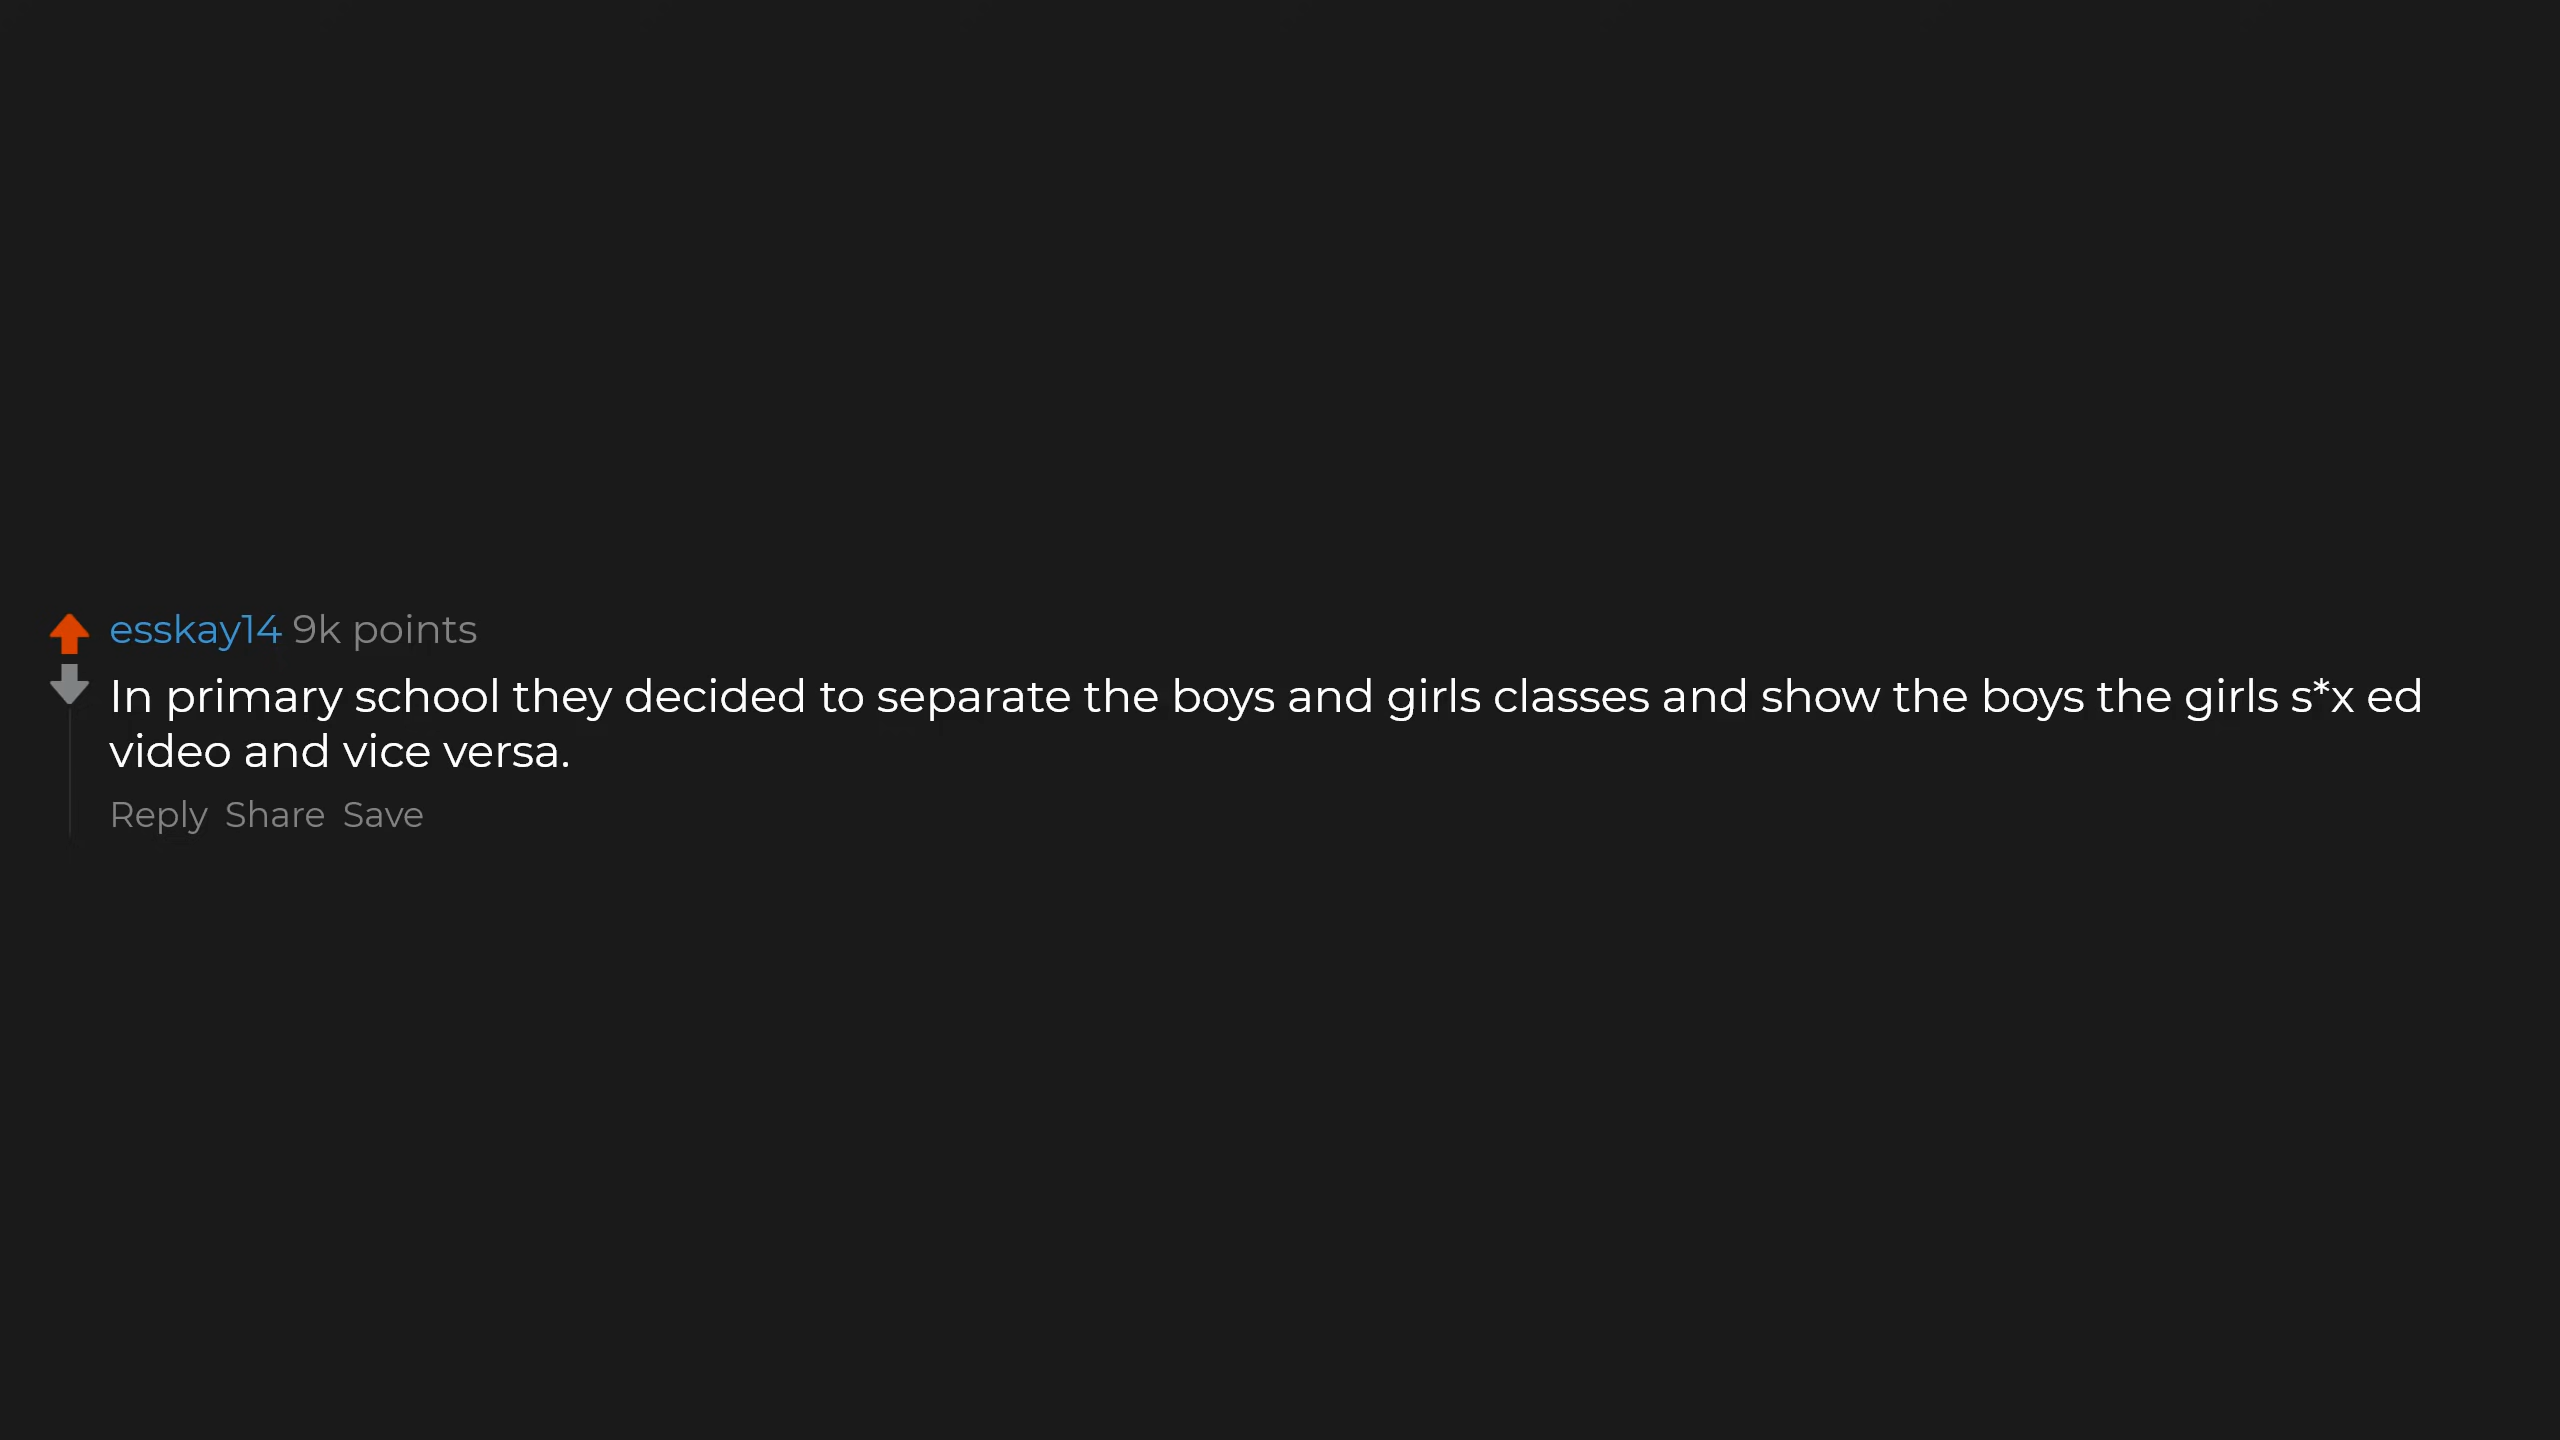 esskay14 9k points
In primary school they decided to separate the boys and girls classes and show the boys the girls s*x ed
video and vice versa.
Reply Share Save